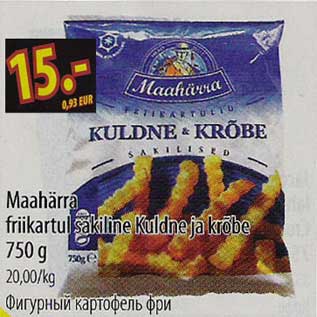 15.-
0,93 EUR
Maahärra
FRIIKARTULID
KULDNE & KRÕBE
SAKILISED
750g e
Maahärra
friikartul sakiline Kuldne ja krõbe
750 g
20,00/kg
Фигурный картофель фри